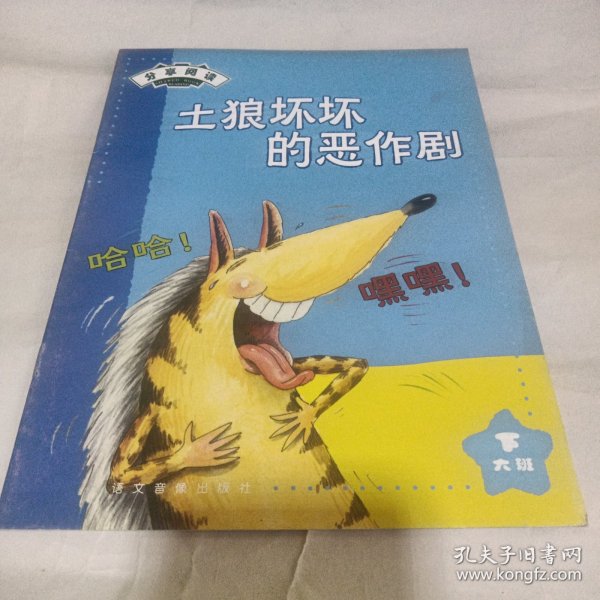 分享阅读
土狼坏坏
的恶作剧
哈哈！
嘿嘿！
下
大班
语文音像出版社
孔夫子旧书网
www.kongfz.com